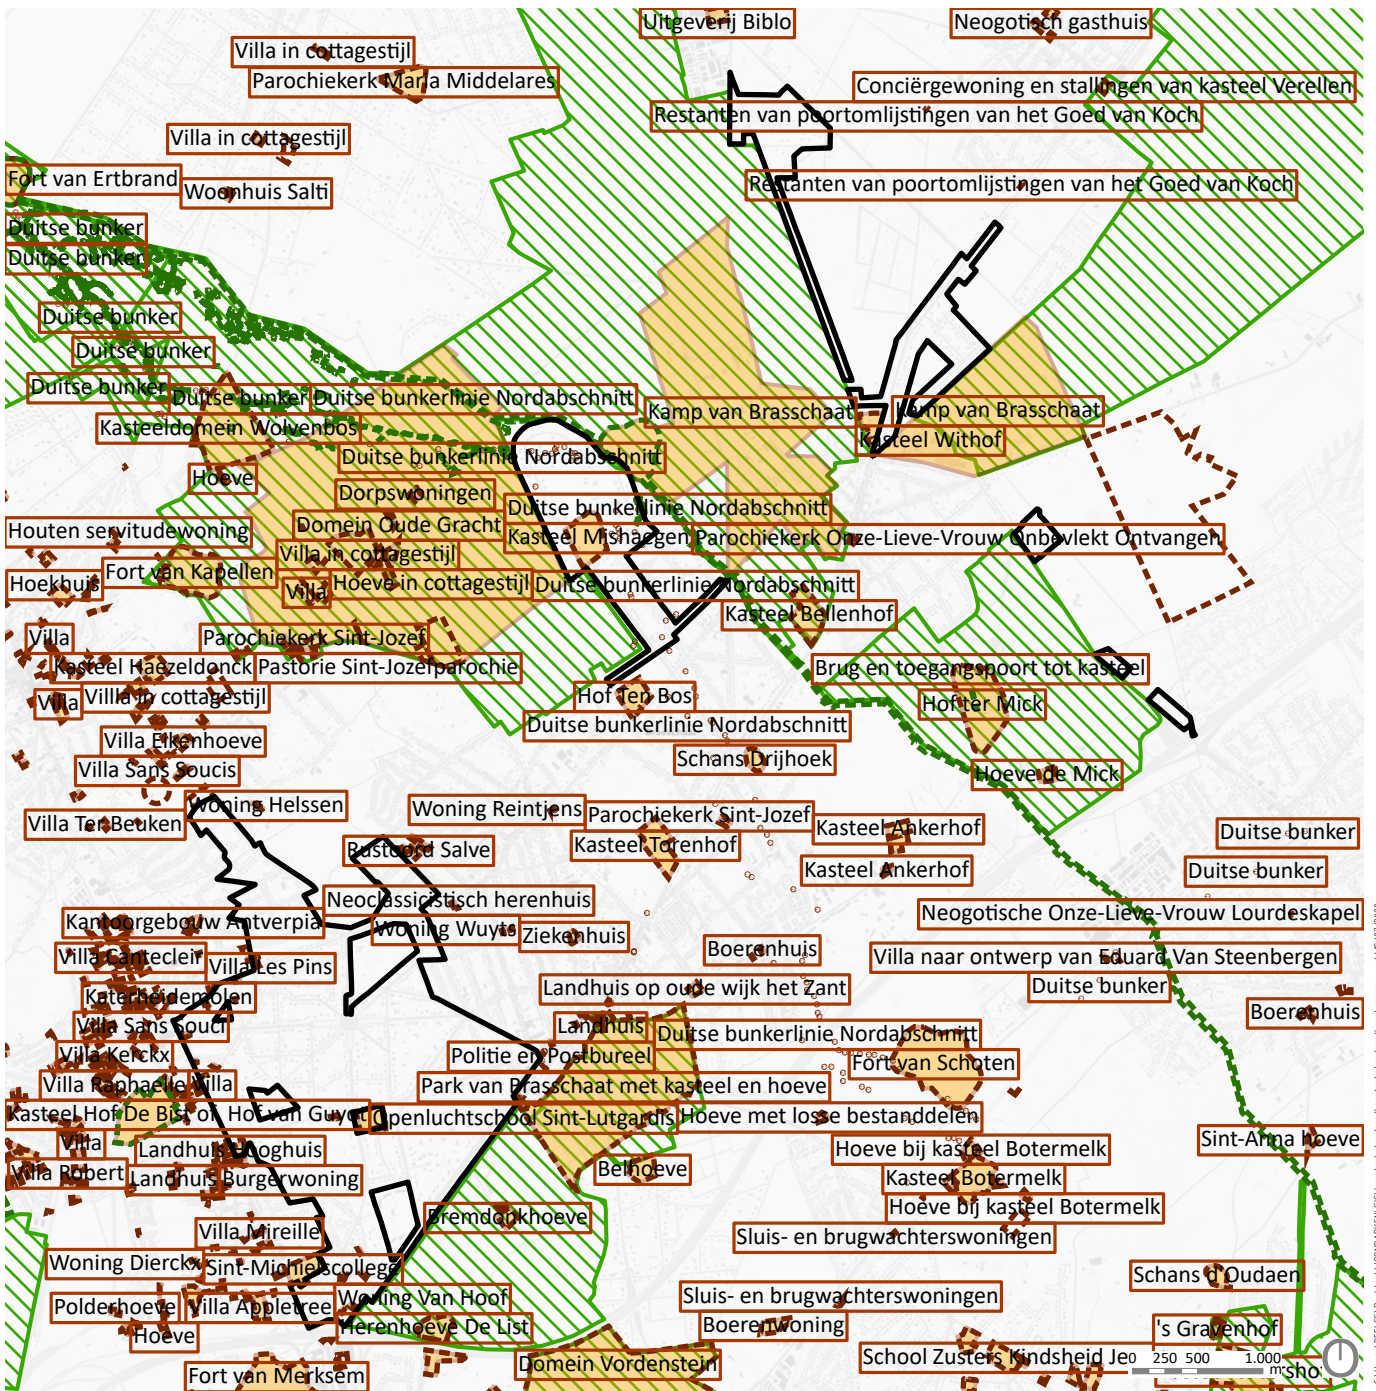 Uitgeverij Biblo
Neogotisch gasthuis
Villa in cottagestijl
Parochiekerk Maria Middelares
Conciërgewoning en stallingen van kasteel Verellen
Restanten van poortomlijstingen van het Goed van Koch
Villa in cottagestijl
Fort van Ertbrand
Woonhuis Salti
Restanten van poortomlijstingen van het Goed van Koch
Duitse bunker
Duitse bunker
Duitse bunker
Duitse bunker
Duitse bunker
Duitse bunker
Duitse bunkerlinie Nordabschnitt
Kamp van Brasschaat
Kamp van Brasschaat
Kasteeldomein Wolvenbos
Kasteel Withof
Duitse bunkerlinie Nordabschnitt
Hoeve
Dorpswoningen
Duitse bunkerlinie Nordabschnitt
Houten servitudewoning
Domein Oude Gracht
Kasteel Mishaegen
Parochiekerk Onze-Lieve-Vrouw Onbevlekt Ontvangen
Villa in cottagestijl
Fort van Kapellen
Hoekhuis
Villa
Hoeve in cottagestijl
Duitse bunkerlinie Nordabschnitt
Kasteel Bellenhof
Villa
Parochiekerk Sint-Jozef
Kasteel Haezeldonck
Pastorie Sint-Jozefparochie
Brug en toegangspoort tot kasteel
Villa
Villla in cottagestijl
Hof Ten Bos
Hof ter Mick
Duitse bunkerlinie Nordabschnitt
Villa Eikenhoeve
Schans Drijhoek
Villa Sans Soucis
Hoeve de Mick
Woning Helssen
Woning Reintjens
Parochiekerk Sint-Jozef
Villa Ter Beuken
Kasteel Ankerhof
Duitse bunker
Rustoord Salve
Kasteel Torenhof
Kasteel Ankerhof
Duitse bunker
Neoclassicistisch herenhuis
Neogotische Onze-Lieve-Vrouw Lourdeskapel
Kantoorgebouw Antverpia
Woning Wuyts
Ziekenhuis
Boerenhuis
Villa Cantecleir
Villa Les Pins
Villa naar ontwerp van Eduard Van Steenbergen
Katerheidemolen
Landhuis op oude wijk het Zant
Duitse bunker
Villa Sans Souci
Landhuis
Duitse bunkerlinie Nordabschnitt
Boerenhuis
Villa Kerckx
Politie en Postbureel
Fort van Schoten
Villa Raphaelle
Villa
Park van Brasschaat met kasteel en hoeve
Kasteel Hof De Bist of Hof van Guyot
Openluchtschool Sint-Lutgardis
Hoeve met losse bestanddelen
Villa
Landhuis Hooghuis
Hoeve bij kasteel Botermelk
Sint-Anna hoeve
Villa Robert
Landhuis Burgerwoning
Belhoeve
Kasteel Botermelk
Bremdonkhoeve
Hoeve bij kasteel Botermelk
Villa Mireille
Sluis- en brugwachterswoningen
Woning Dierckx
Sint-Michielscollege
Schans d'Oudaen
Polderhoeve
Villa Appletree
Woning Van Hoof
Sluis- en brugwachterswoningen
Hoeve
Herenhoeve De List
Boerenwoning
's Gravenhof
Fort van Merksem
Domein Vordenstein
School Zusters Kindsheid Je
0 250 500 1.000
m
sho